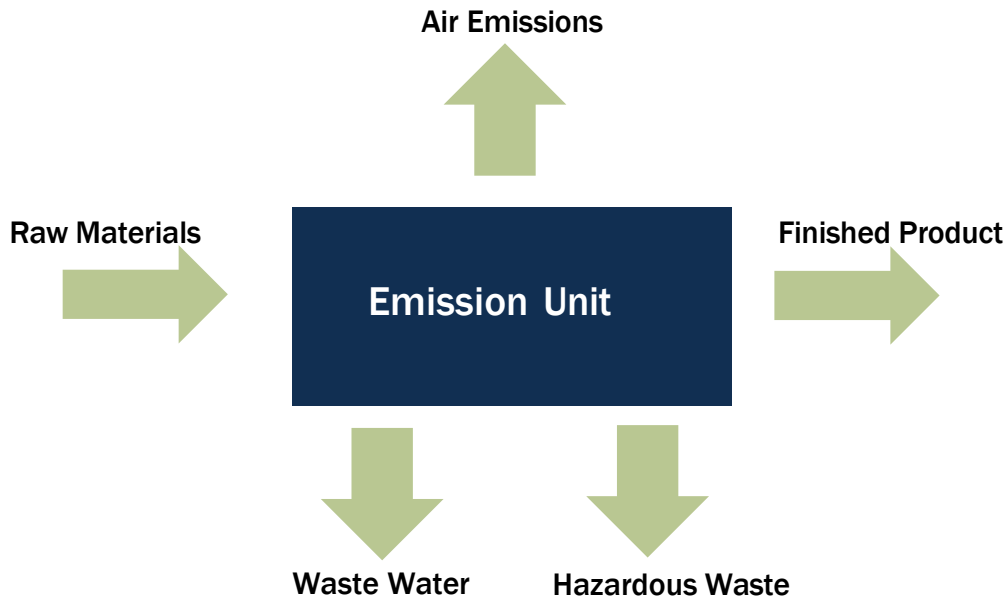 Air Emissions
Raw Materials
Finished Product
Emission Unit
Waste Water
Hazardous Waste